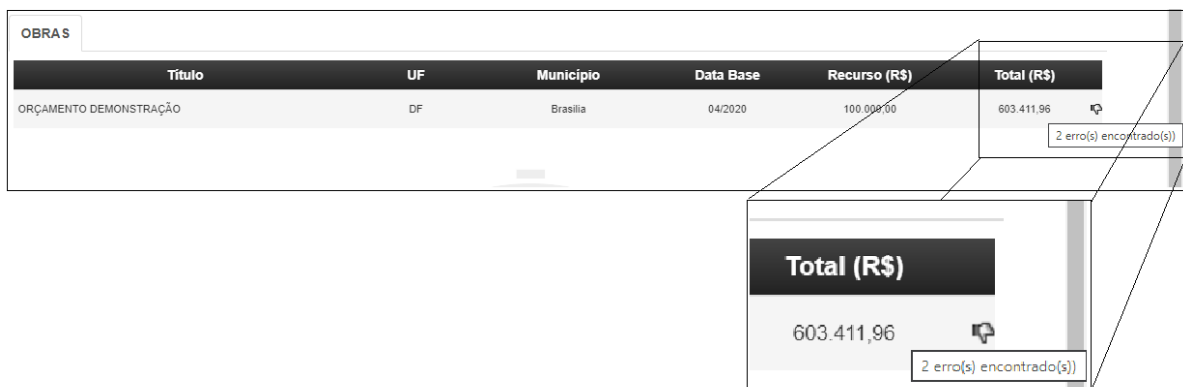 OBRAS
Título UF Município Data Base Recurso (R$) Total (R$)
ORÇAMENTO DEMONSTRAÇÃO DF Brasilia 04/2020 100.000,00 603.411,96
2 erro(s) encontrado(s))
Total (R$)
603.411,96
2 erro(s) encontrado(s))